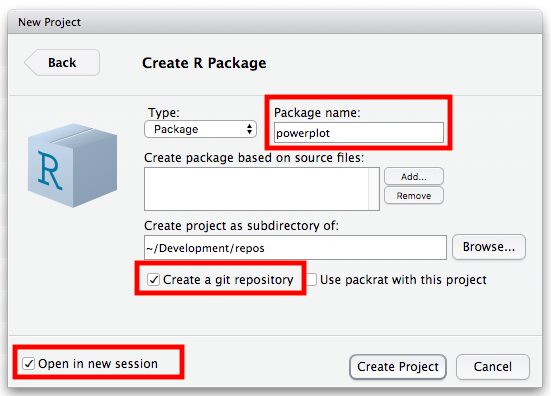 New Project
Back
Create R Package
Type:
Package name:
Package
powerplot
R
Create package based on source files:
Add...
Remove
Create project as subdirectory of:
~/Development/repos
Browse...
Create a git repository
Use packrat with this project
Open in new session
Create Project
Cancel